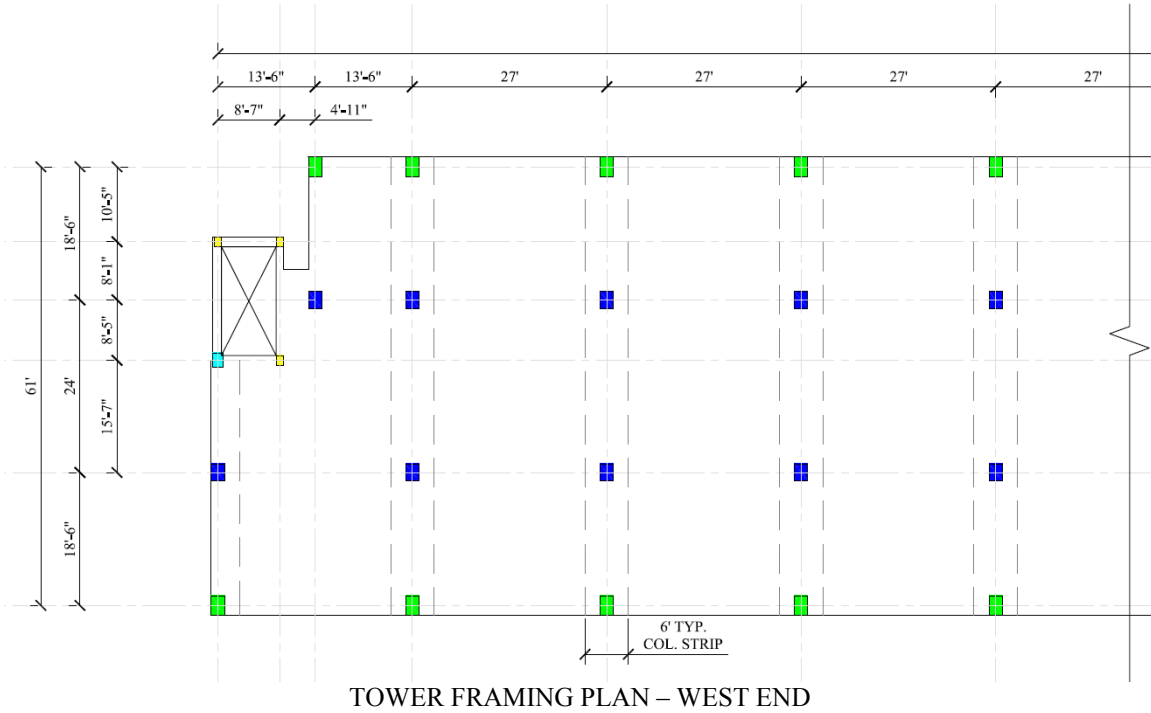 13'-6" 13'-6" 27' 27' 27' 27'
8'-7" 4'-11"
10'-5"
18'-6"
8'-1"
8'-5"
61'
24'
15'-7"
18'-6"
6' TYP.
COL. STRIP
TOWER FRAMING PLAN – WEST END